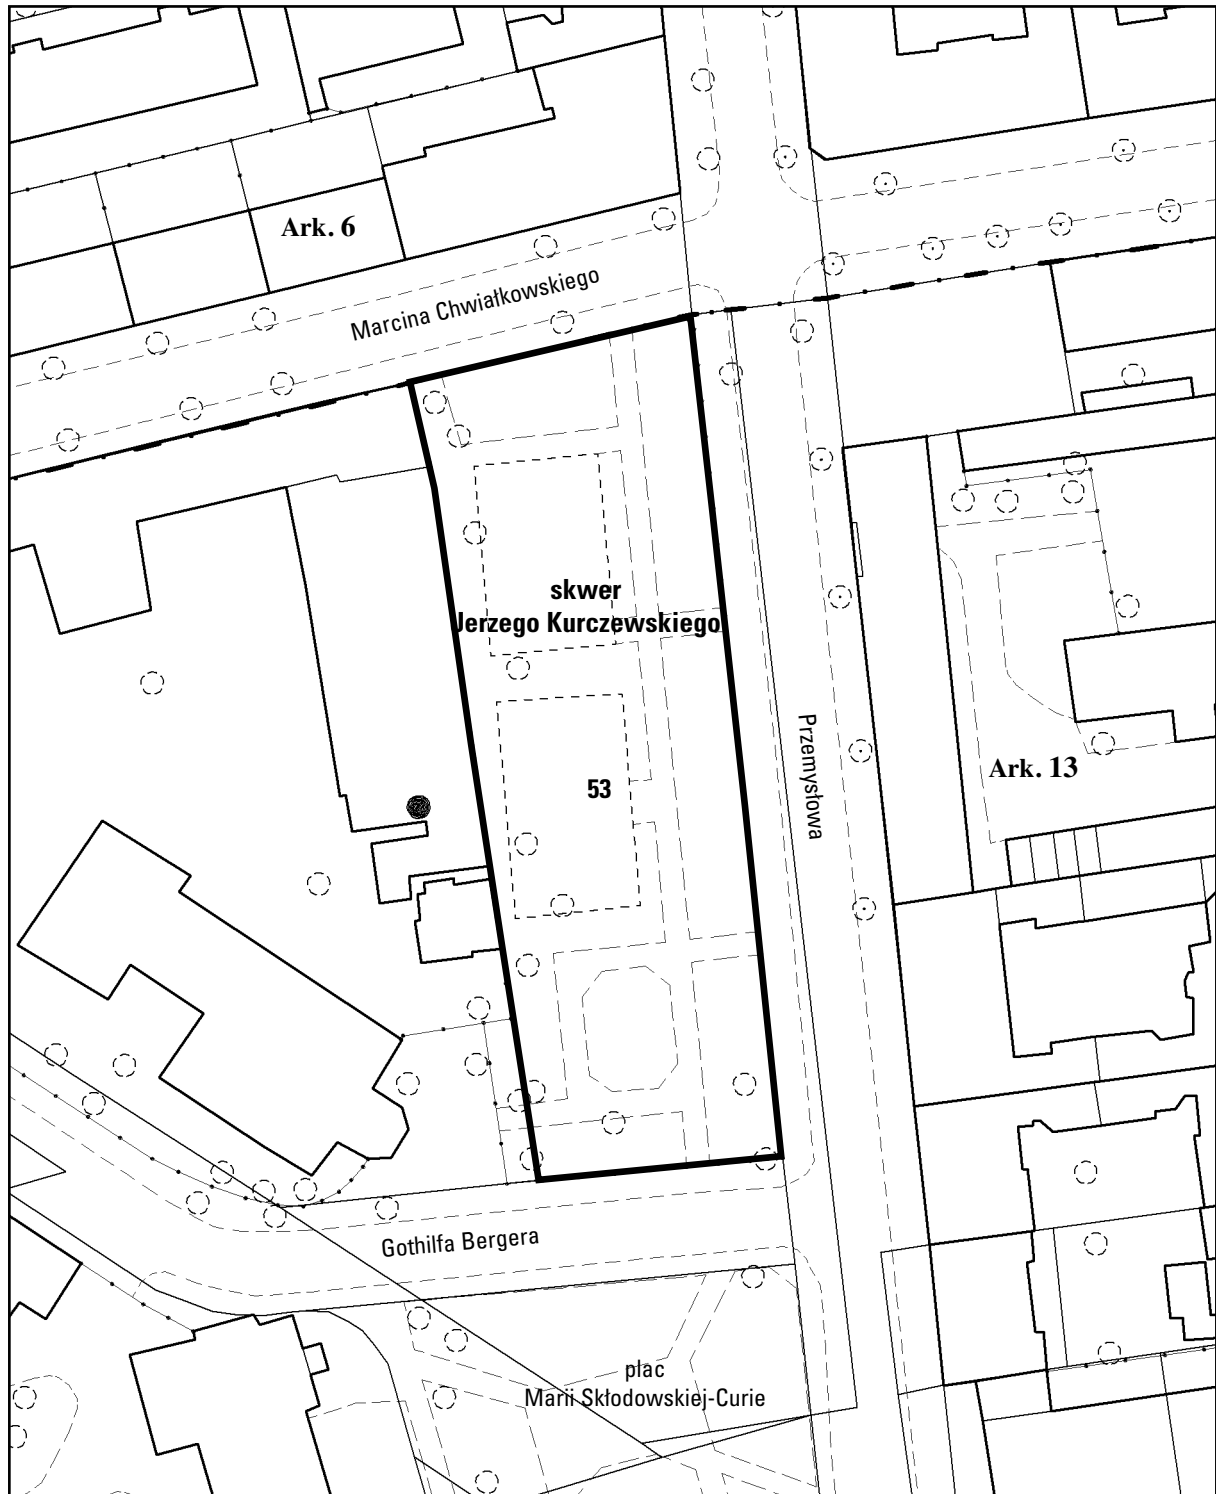 Ark. 6
Marcina Chwiałkowskiego
skwer
Jerzego Kurczewskiego
Przemysłowa
53
Ark. 13
Gothilfa Bergera
plac
Marii Skłodowskiej-Curie